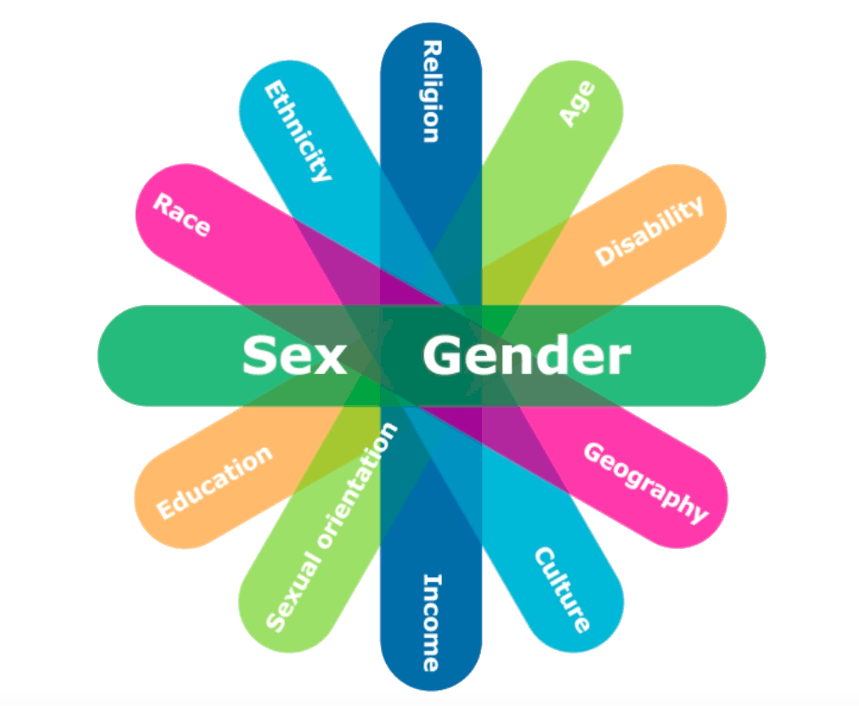 Religion
Ethnicity
Age
Race
Disability
Sex Gender
Education
Geography
Sexual orientation
Culture
Income